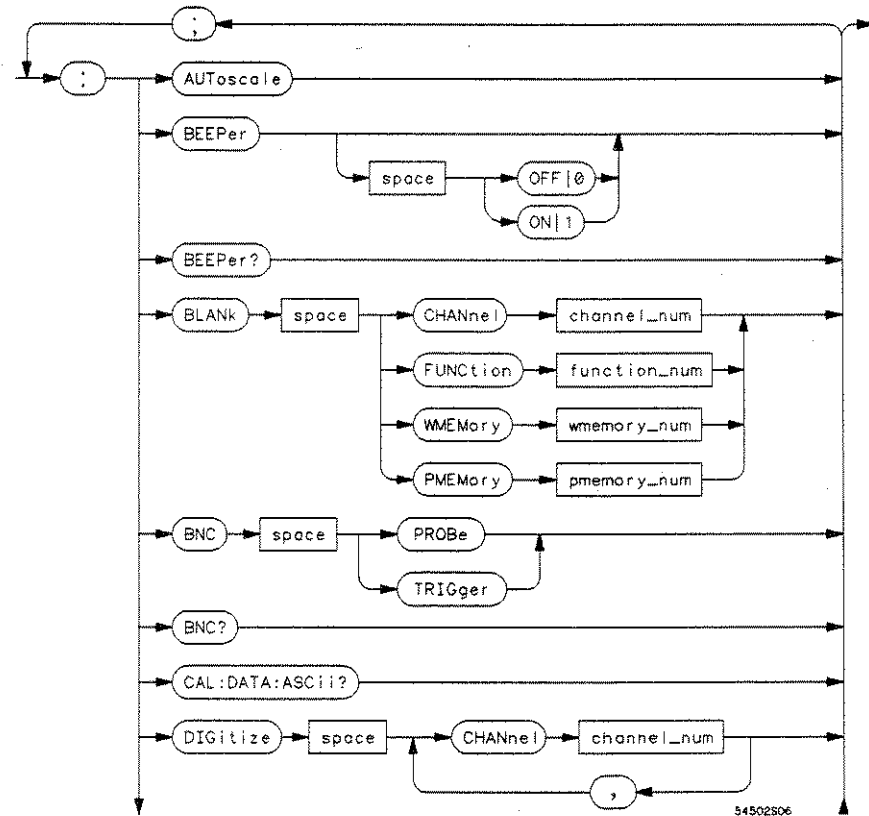 ;
:
AUToscale
BEEPer
space
OFF|0
ON|1
BEEPer?
BLANk space CHANnel channel_num
FUNCtion function_num
WMEMory wmemory_num
PMEMory pmemory_num
BNC space PROBe
TRIGger
BNC?
CAL:DATA:ASCii?
DIGitize space CHANnel channel_num
,
54502S06